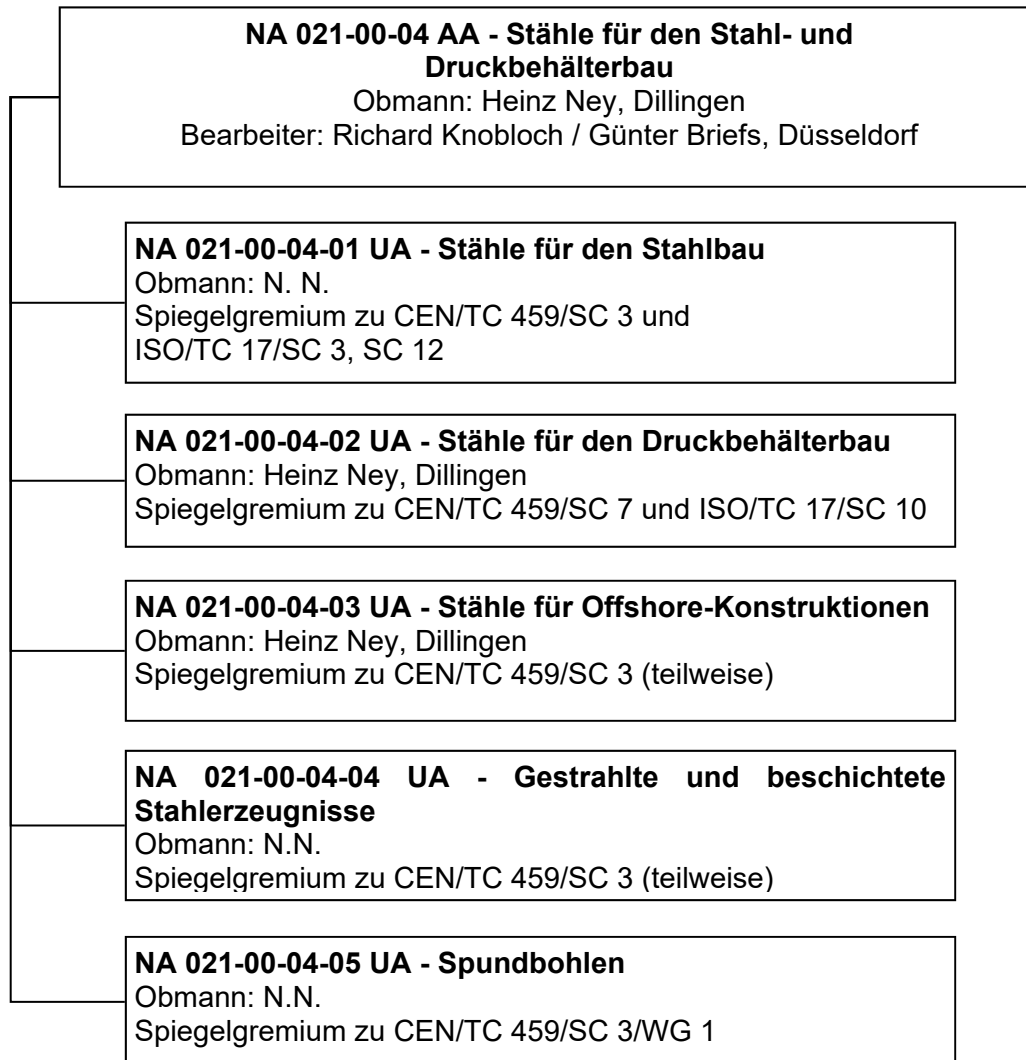 NA 021-00-04 AA - Stähle für den Stahl- und
Druckbehälterbau
Obmann: Heinz Ney, Dillingen
Bearbeiter: Richard Knobloch / Günter Briefs, Düsseldorf
NA 021-00-04-01 UA - Stähle für den Stahlbau
Obmann: N. N.
Spiegelgremium zu CEN/TC 459/SC 3 und
ISO/TC 17/SC 3, SC 12
NA 021-00-04-02 UA - Stähle für den Druckbehälterbau
Obmann: Heinz Ney, Dillingen
Spiegelgremium zu CEN/TC 459/SC 7 und ISO/TC 17/SC 10
NA 021-00-04-03 UA - Stähle für Offshore-Konstruktionen
Obmann: Heinz Ney, Dillingen
Spiegelgremium zu CEN/TC 459/SC 3 (teilweise)
NA 021-00-04-04 UA - Gestrahlte und beschichtete
Stahlerzeugnisse
Obmann: N.N.
Spiegelgremium zu CEN/TC 459/SC 3 (teilweise)
NA 021-00-04-05 UA - Spundbohlen
Obmann: N.N.
Spiegelgremium zu CEN/TC 459/SC 3/WG 1